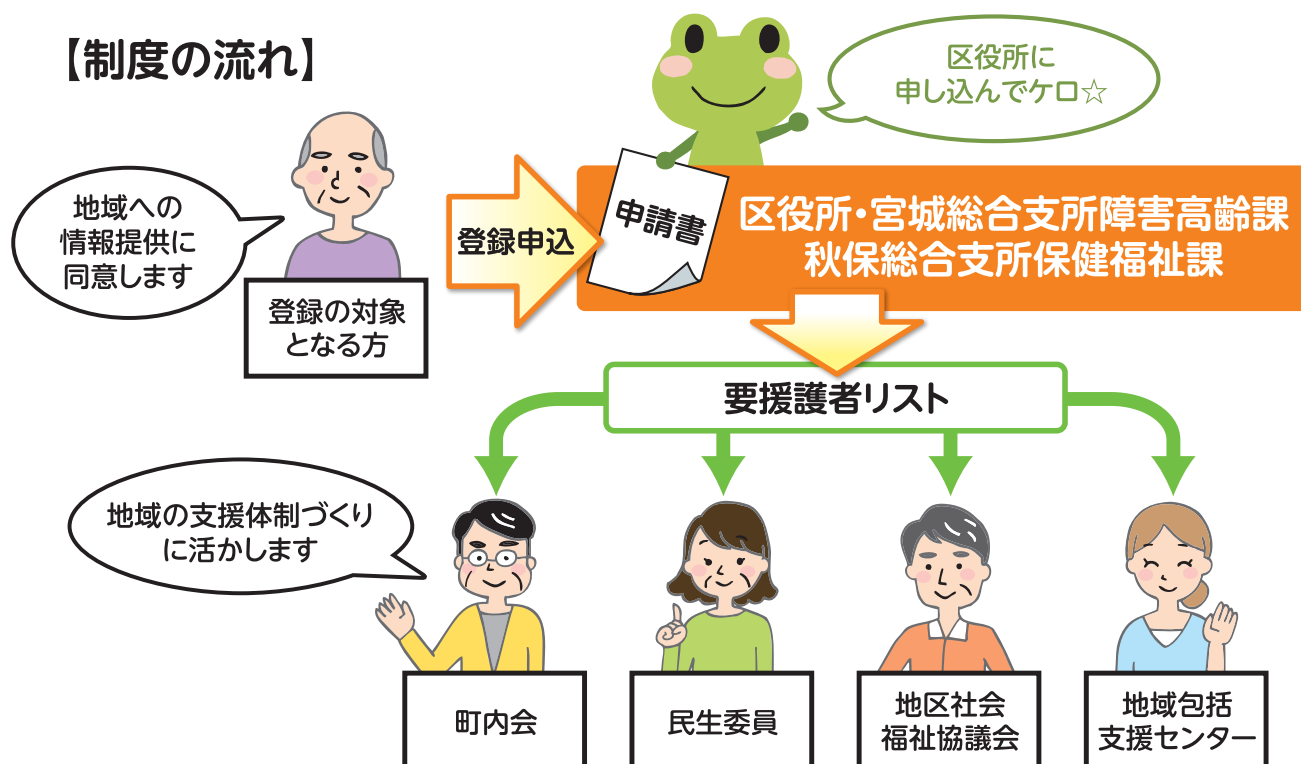 【制度の流れ】
区役所に
申し込んでケロ☆
地域への
情報提供に
同意します
登録の対象
となる方
登録申込
申請書
区役所・宮城総合支所障害高齢課
秋保総合支所保健福祉課
要援護者リスト
地域の支援体制づくり
に活かします
町内会
民生委員
地区社会
福祉協議会
地域包括
支援センター